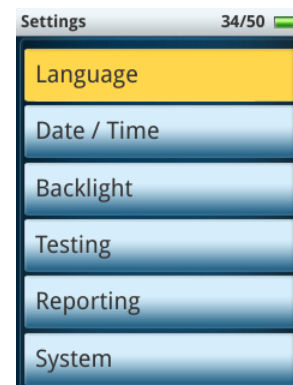 Settings 34/50
Language
Date / Time
Backlight
Testing
Reporting
System